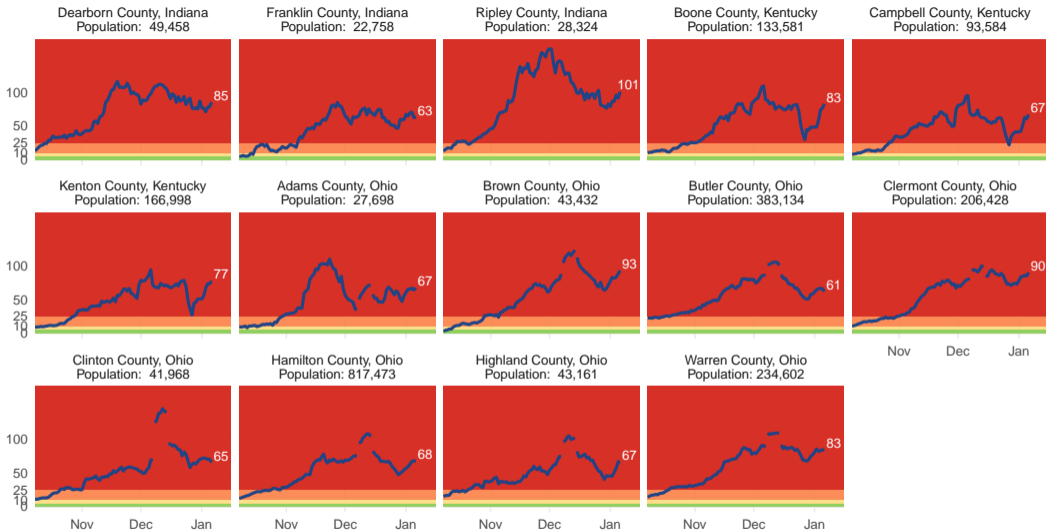 Dearborn County, Indiana
Population:  49,458
Franklin County, Indiana
Population:  22,758
Ripley County, Indiana
Population:  28,324
Boone County, Kentucky
Population: 133,581
Campbell County, Kentucky
Population:  93,584
100
50
25
10
0
85
63
101
83
67
Kenton County, Kentucky
Population: 166,998
Adams County, Ohio
Population:  27,698
Brown County, Ohio
Population:  43,432
Butler County, Ohio
Population: 383,134
Clermont County, Ohio
Population: 206,428
100
50
25
10
0
77
67
93
61
90
Nov Dec Jan
Clinton County, Ohio
Population:  41,968
Hamilton County, Ohio
Population: 817,473
Highland County, Ohio
Population:  43,161
Warren County, Ohio
Population: 234,602
100
50
25
10
0
65
68
67
83
Nov Dec Jan
Nov Dec Jan
Nov Dec Jan
Nov Dec Jan